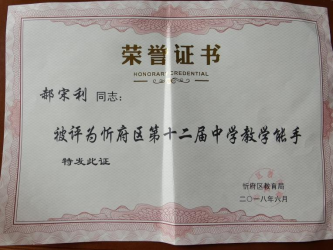 荣誉证书
HONORARY CREDENTIAL
郝宋利 同志:
被评为忻府区第十二届中学教学能手
特发此证
忻府区教育局
二〇一八年六月